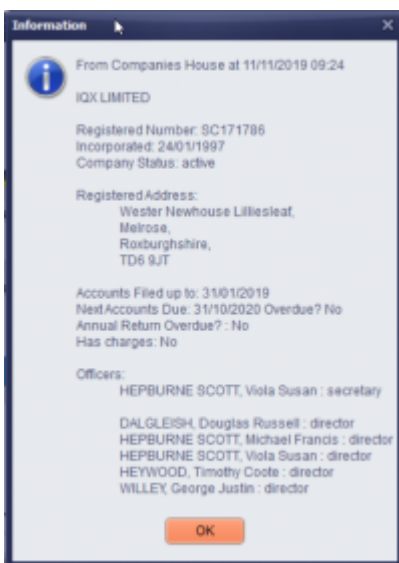 Information
From Companies House at 11/11/2019 09:24
IQX LIMITED
Registered Number: SC171786
Incorporated: 24/01/1997
Company Status: active
Registered Address:
Wester Newhouse Lilliesleaf,
Melrose,
Roxburghshire,
TD6 9JT
Accounts Filed up to: 31/01/2019
Next Accounts Due: 31/10/2020 Overdue? No
Annual Return Overdue? : No
Has charges: No
Officers:
HEPBURNE SCOTT, Viola Susan : secretary
DALGLEISH, Douglas Russell : director
HEPBURNE SCOTT, Michael Francis : director
HEPBURNE SCOTT, Viola Susan : director
HEYWOOD, Timothy Coote : director
WILLEY, George Justin : director
OK